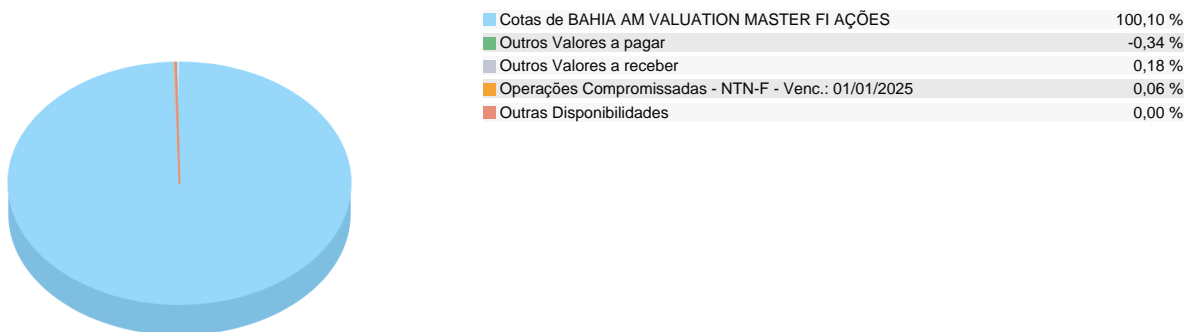 Cotas de BAHIA AM VALUATION MASTER FI AÇÕES 100,10 %
Outros Valores a pagar -0,34 %
Outros Valores a receber 0,18 %
Operações Compromissadas - NTN-F - Venc.: 01/01/2025 0,06 %
Outras Disponibilidades 0,00 %